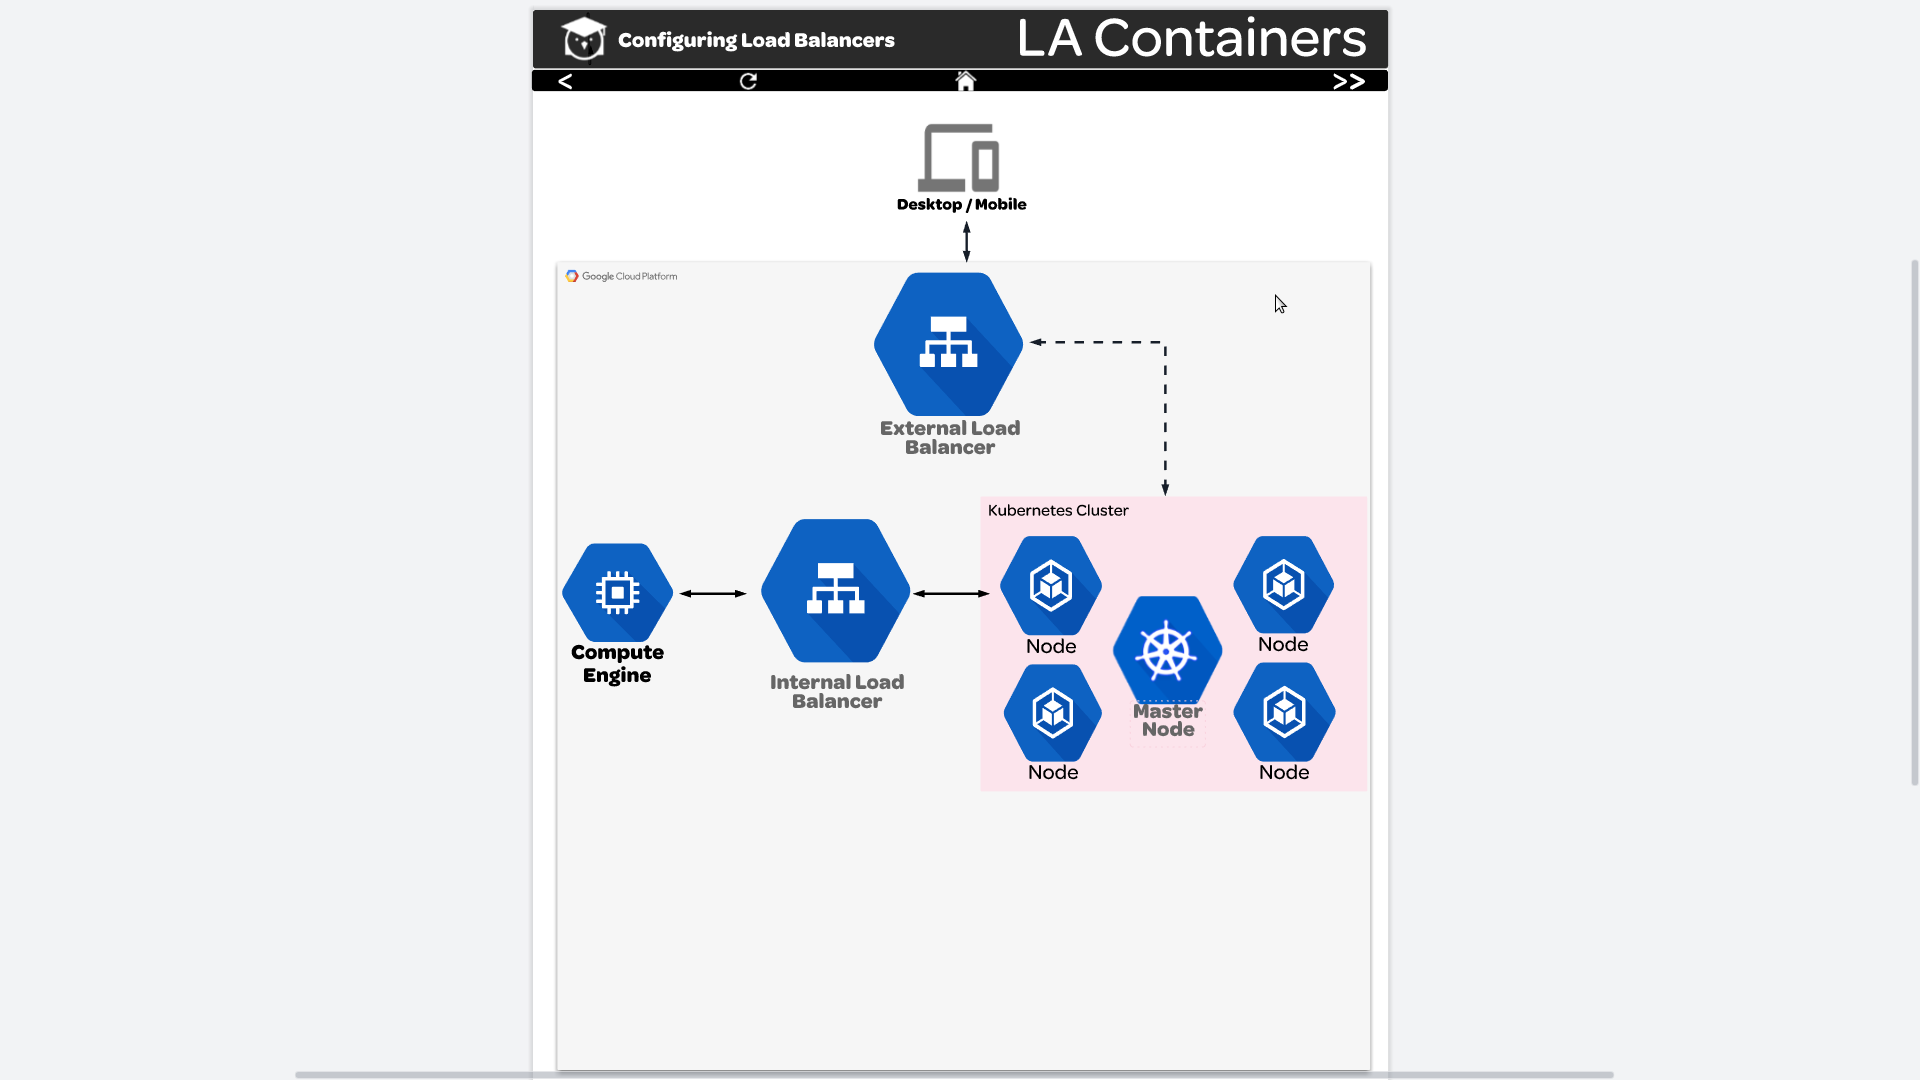 Configuring Load Balancers
LA Containers
<
>>
Desktop / Mobile
Google Cloud Platform
External Load
Balancer
Kubernetes Cluster
Compute
Engine
Internal Load
Balancer
Node
Node
Master
Node
Node
Node